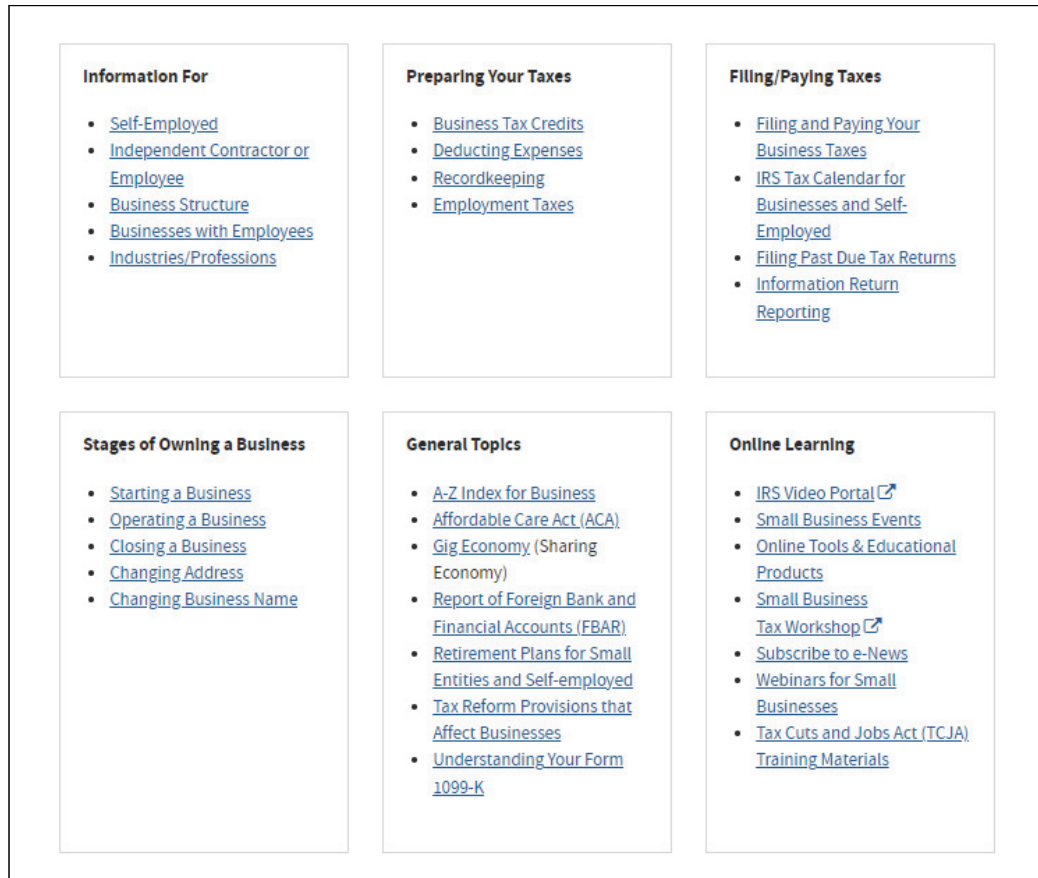 Information For
• Self-Employed
• Independent Contractor or
Employee
• Business Structure
• Businesses with Employees
• Industries/Professions
Preparing Your Taxes
• Business Tax Credits
• Deducting Expenses
• Recordkeeping
• Employment Taxes
Filing/Paying Taxes
• Filing and Paying Your
Business Taxes
• IRS Tax Calendar for
Businesses and Self-
Employed
• Filing Past Due Tax Returns
• Information Return
Reporting
Stages of Owning a Business
• Starting a Business
• Operating a Business
• Closing a Business
• Changing Address
• Changing Business Name
General Topics
• A-Z Index for Business
• Affordable Care Act (ACA)
• Gig Economy (Sharing
Economy)
• Report of Foreign Bank and
Financial Accounts (FBAR)
• Retirement Plans for Small
Entities and Self-employed
• Tax Reform Provisions that
Affect Businesses
• Understanding Your Form
1099-K
Online Learning
• IRS Video Portal
• Small Business Events
• Online Tools & Educational
Products
• Small Business
Tax Workshop
• Subscribe to e-News
• Webinars for Small
Businesses
• Tax Cuts and Jobs Act (TCJA)
Training Materials